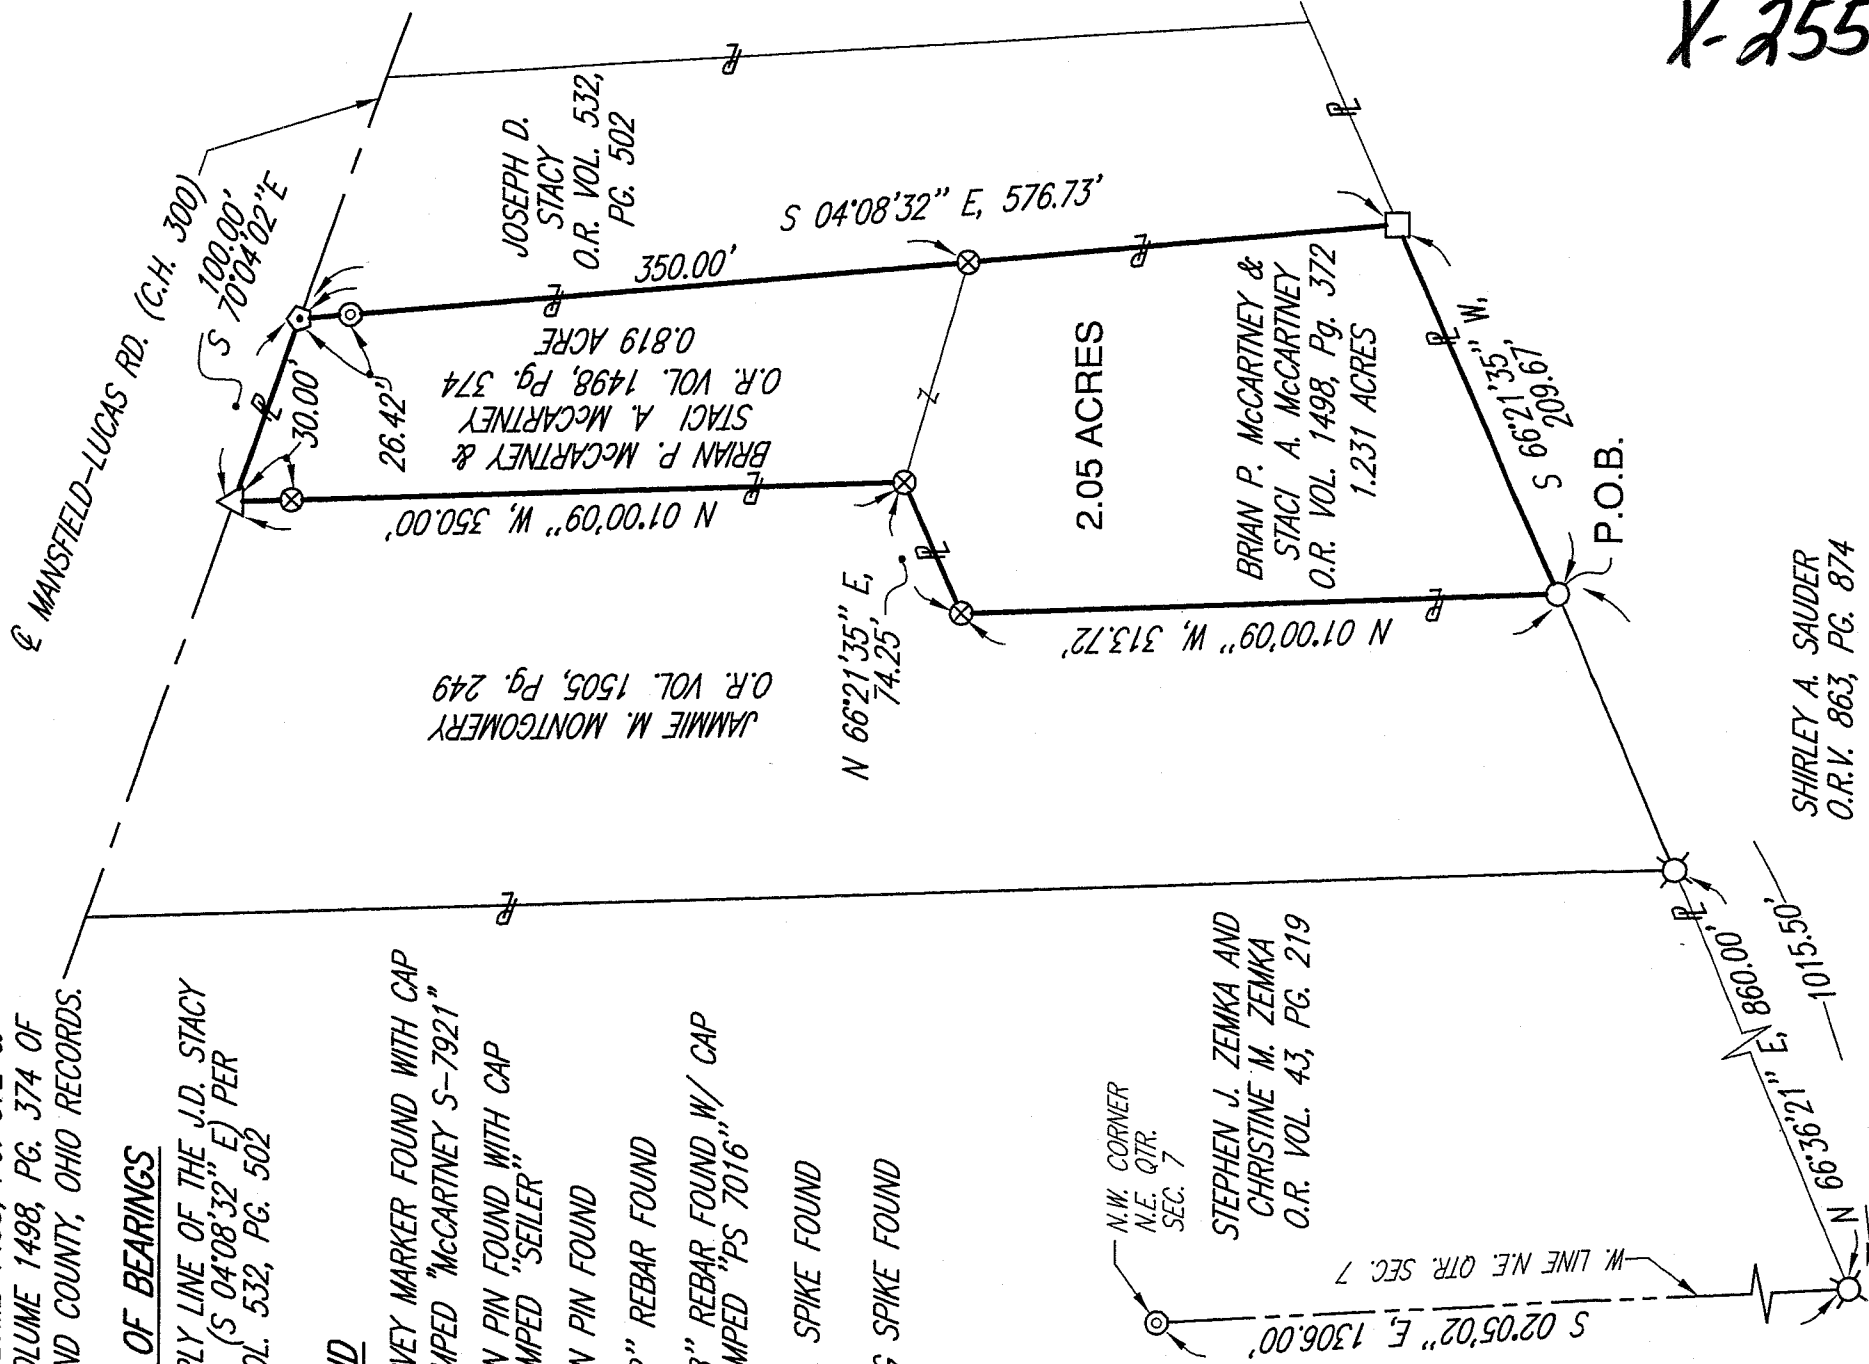 OLUME 1498, PG. 374 OF
ND COUNTY, OHIO RECORDS.
OF BEARINGS
RLY LINE OF THE J.D. STACY
(S 04°08'32" E) PER
OL. 532, PG. 502
ND
VEY MARKER FOUND WITH CAP
MPED "McCARTNEY S-7921"
N PIN FOUND WITH CAP
MPED "SEILER"
N PIN FOUND
" REBAR FOUND
" REBAR FOUND W/ CAP
MPED "PS 7016"
SPIKE FOUND
G SPIKE FOUND
℄ MANSFIELD-LUCAS RD. (C.H. 300)
100.00'
S 70°04'02"E
30.00'
26.42'
JOSEPH D.
STACY
O.R. VOL. 532,
PG. 502
350.00'
S 04°08'32" E, 576.73'
BRIAN P. McCARTNEY &
STACI A. McCARTNEY
O.R. VOL. 1498, Pg. 374
0.819 ACRE
N 01°00'09" W, 350.00'
JAMMIE M. MONTGOMERY
O.R. VOL. 1505, Pg. 249
N 66°21'35" E,
74.25'
2.05 ACRES
BRIAN P. McCARTNEY &
STACI A. McCARTNEY
O.R. VOL. 1498, Pg. 372
1.231 ACRES
N 01°00'09" W, 313.72'
S 66°21'35" W,
209.67'
P.O.B.
SHIRLEY A. SAUDER
O.R.V. 863, PG. 874
STEPHEN J. ZEMKA AND
CHRISTINE M. ZEMKA
O.R. VOL. 43, PG. 219
N.W. CORNER
N.E. QTR.
SEC. 7
W. LINE N.E. QTR. SEC. 7
S 02°05'02" E, 1306.00'
N 66°36'21" E, 860.00'
1015.50'
X-255